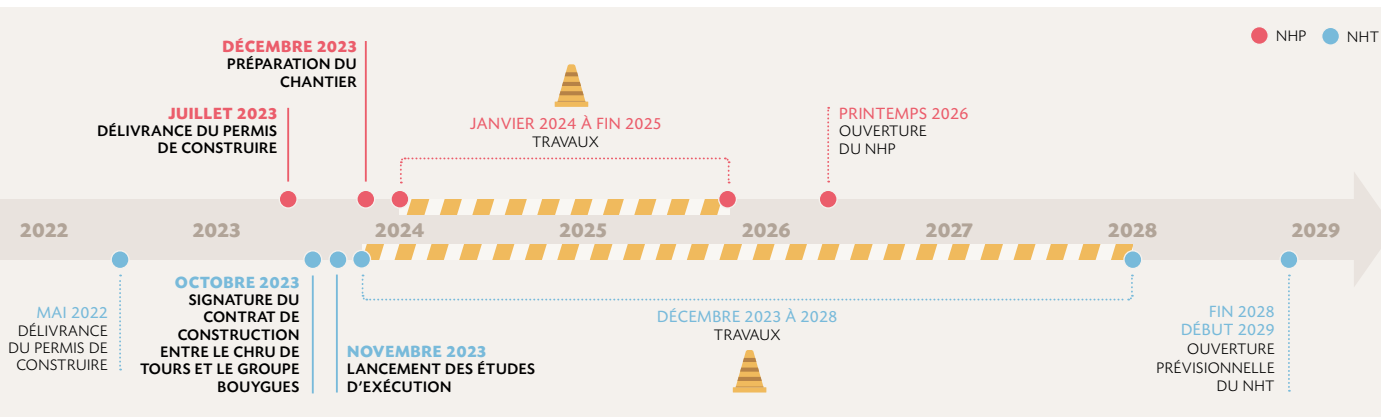 NHP
NHT
DÉCEMBRE 2023
PRÉPARATION DU
CHANTIER
JUILLET 2023
DÉLIVRANCE DU PERMIS
DE CONSTRUIRE
JANVIER 2024 À FIN 2025
TRAVAUX
PRINTEMPS 2026
OUVERTURE
DU NHP
2022
2023
2024
2025
2026
2027
2028
2029
MAI 2022
DÉLIVRANCE
DU PERMIS DE
CONSTRUIRE
OCTOBRE 2023
SIGNATURE DU
CONTRAT DE
CONSTRUCTION
ENTRE LE CHRU DE
TOURS ET LE GROUPE
BOUYGUES
NOVEMBRE 2023
LANCEMENT DES ÉTUDES
D'EXÉCUTION
DÉCEMBRE 2023 À 2028
TRAVAUX
FIN 2028
DÉBUT 2029
OUVERTURE
PRÉVISIONNELLE
DU NHT